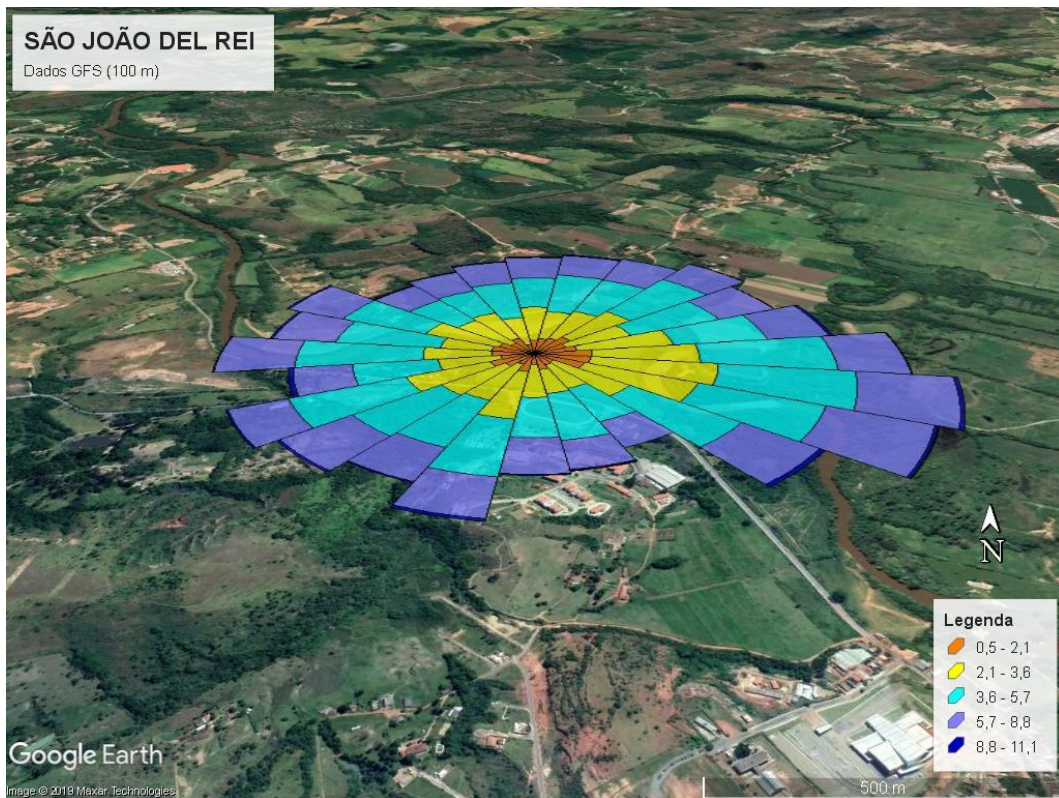 SÃO JOÃO DEL REI
Dados GFS (100 m)
N
Legenda
0,5 - 2,1
2,1 - 3,6
3,6 - 5,7
5,7 - 8,8
8,8 - 11,1
Google Earth
Image © 2019 Maxar Technologies
500 m